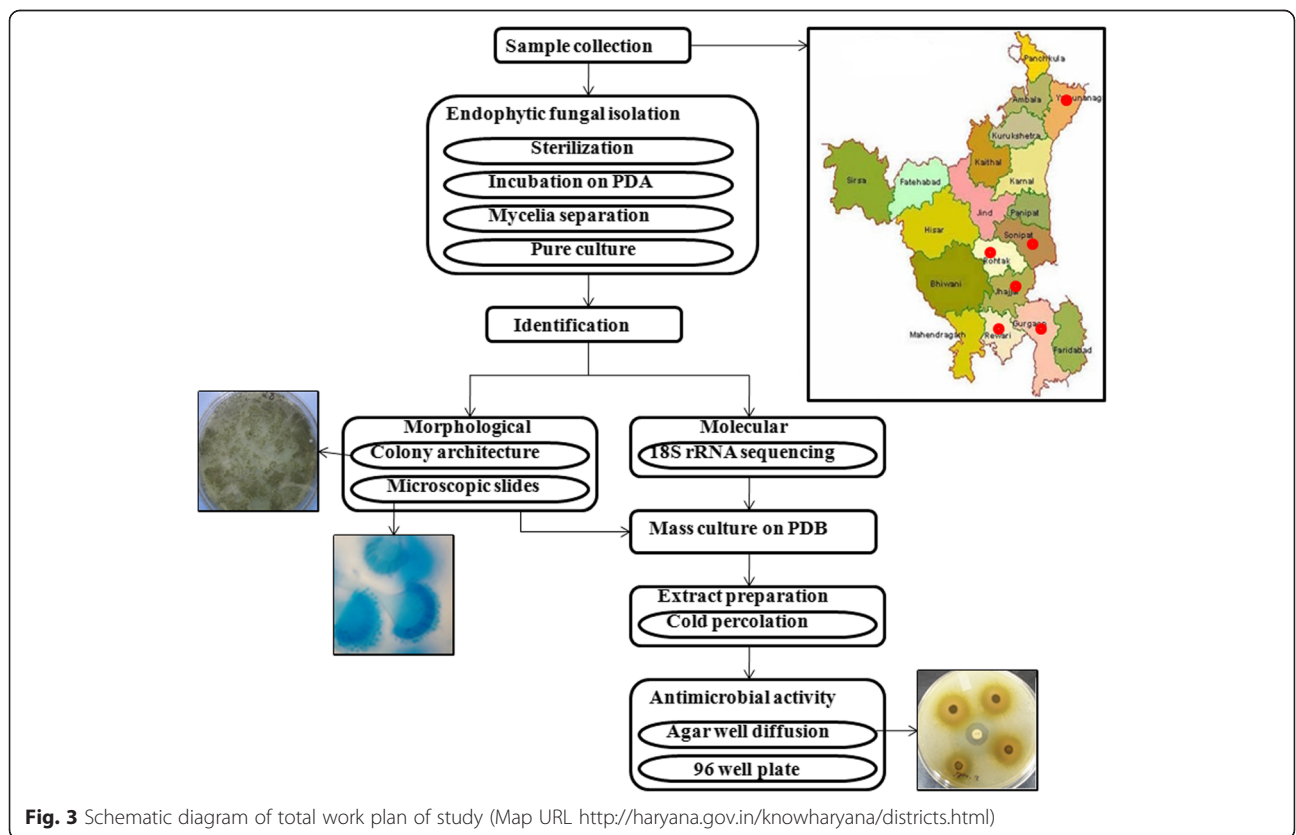 Sample collection
Endophytic fungal isolation
Sterilization
Incubation on PDA
Mycelia separation
Pure culture
Identification
Morphological
Colony architecture
Microscopic slides
Molecular
18S rRNA sequencing
Mass culture on PDB
Extract preparation
Cold percolation
Antimicrobial activity
Agar well diffusion
96 well plate
Panchkula
Ambala
Kurukshetra
Kaithal
Karnal
Sirsa
Fatehabad
Jind
Panipat
Hisar
Sonipat
Rohtak
Bhiwani
Mahendragarh
Rewari
Gurgaon
Faridabad
Fig. 3 Schematic diagram of total work plan of study (Map URL http://haryana.gov.in/knowharyana/districts.html)